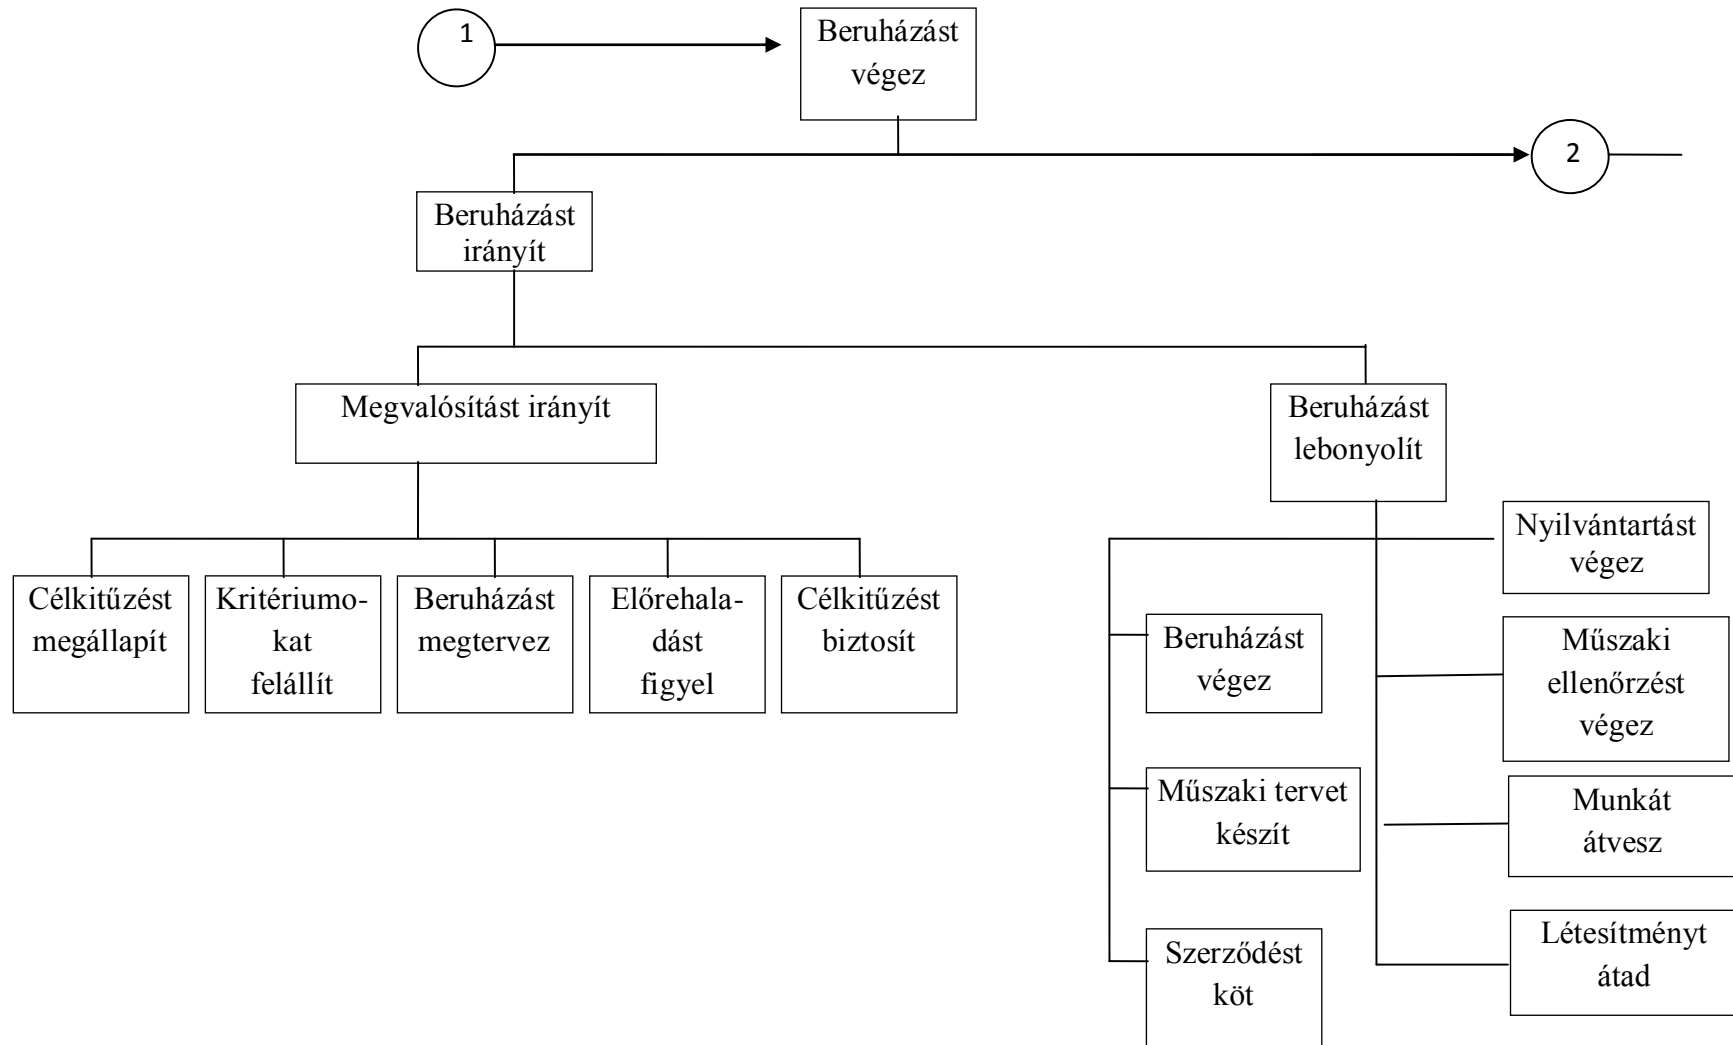 1
Beruházást
végez
2
Beruházást
irányít
Megvalósítást irányít
Beruházást
lebonyolít
Célkitűzést
megállapít
Kritériumo-
kat
felállít
Beruházást
megtervez
Előrehala-
dást
figyel
Célkitűzést
biztosít
Nyilvántartást
végez
Beruházást
végez
Műszaki
ellenőrzést
végez
Műszaki tervet
készít
Munkát
átvesz
Szerződést
köt
Létesítményt
átad